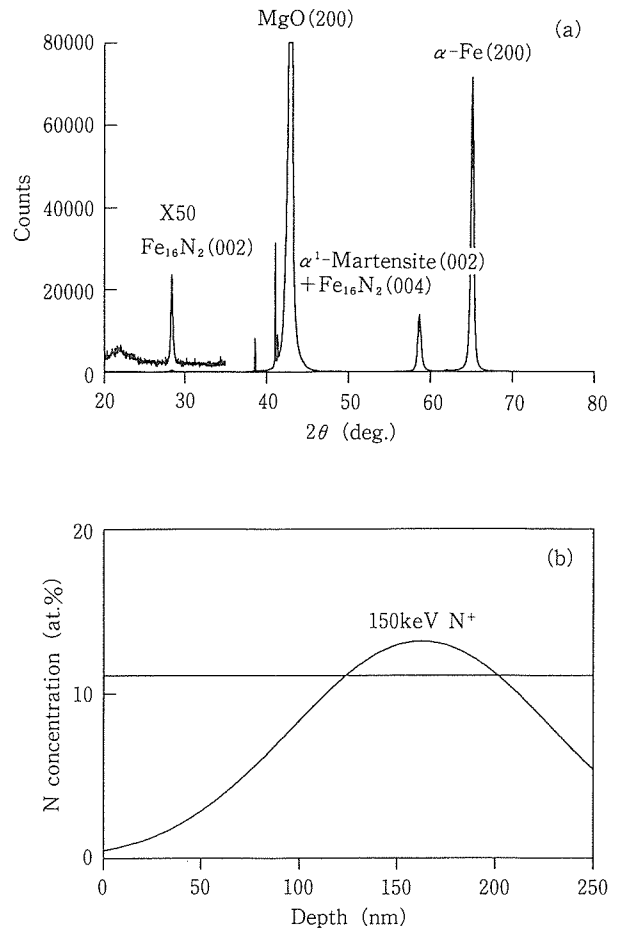 MgO(200)
(a)
α-Fe(200)
80000
60000
40000
20000
0
Counts
X50
Fe₁₆N₂(002)
α¹-Martensite(002)
+Fe₁₆N₂(004)
20
30
40
50
60
70
80
2θ (deg.)
20
10
0
N concentration (at.%)
(b)
150keV N⁺
0
50
100
150
200
250
Depth (nm)